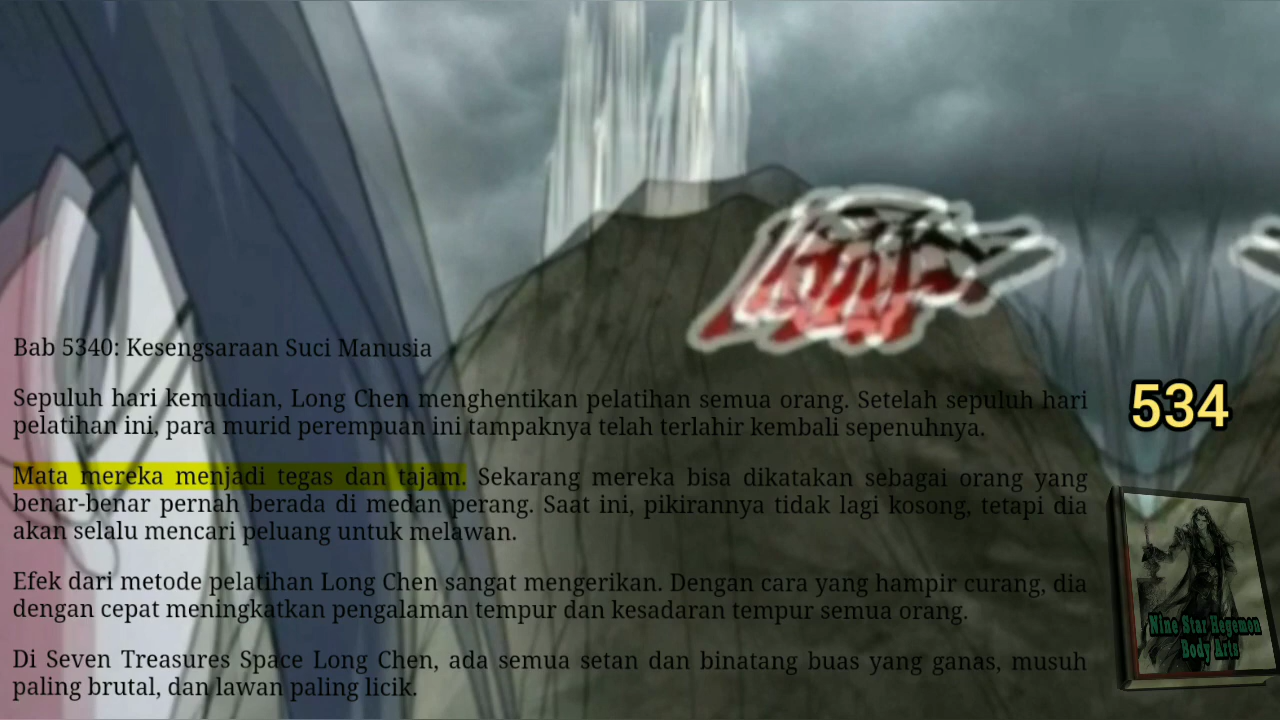 Bab 5340: Kesengsaraan Suci Manusia
Sepuluh hari kemudian, Long Chen menghentikan pelatihan semua orang. Setelah sepuluh hari
pelatihan ini, para murid perempuan ini tampaknya telah terlahir kembali sepenuhnya.
Mata mereka menjadi tegas dan tajam. Sekarang mereka bisa dikatakan sebagai orang yang
benar-benar pernah berada di medan perang. Saat ini, pikirannya tidak lagi kosong, tetapi dia
akan selalu mencari peluang untuk melawan.
Efek dari metode pelatihan Long Chen sangat mengerikan. Dengan cara yang hampir curang, dia
dengan cepat meningkatkan pengalaman tempur dan kesadaran tempur semua orang.
Di Seven Treasures Space Long Chen, ada semua setan dan binatang buas yang ganas, musuh
paling brutal, dan lawan paling licik.
534
Nine Star Hegemon
Body Arts